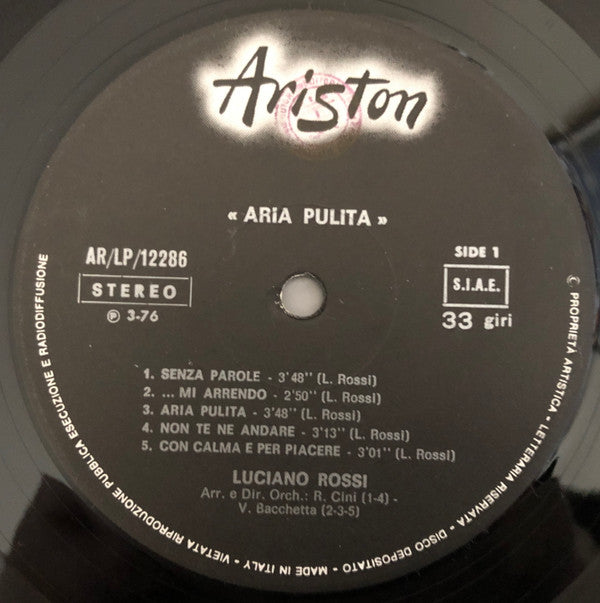 Ariston
« ARIA PULITA »
AR/LP/12286
STEREO
℗ 3-76
SIDE 1
S.I.A.E.
33 giri
1. SENZA PAROLE - 3'48'' (L. Rossi)
2. ... MI ARRENDO - 2'50'' (L. Rossi)
3. ARIA PULITA - 3'48'' (L. Rossi)
4. NON TE NE ANDARE - 3'13'' (L. Rossi)
5. CON CALMA E PER PIACERE - 3'01'' (L. Rossi)
LUCIANO ROSSI
Arr. e Dir. Orch.: R. Cini (1-4) -
V. Bacchetta (2-3-5)
© PROPRIETÀ ARTISTICA - LETTERARIA RISERVATA - DISCO DEPOSITATO - MADE IN ITALY - VIETATA RIPRODUZIONE PUBBLICA ESECUZIONE E RADIODIFFUSIONE